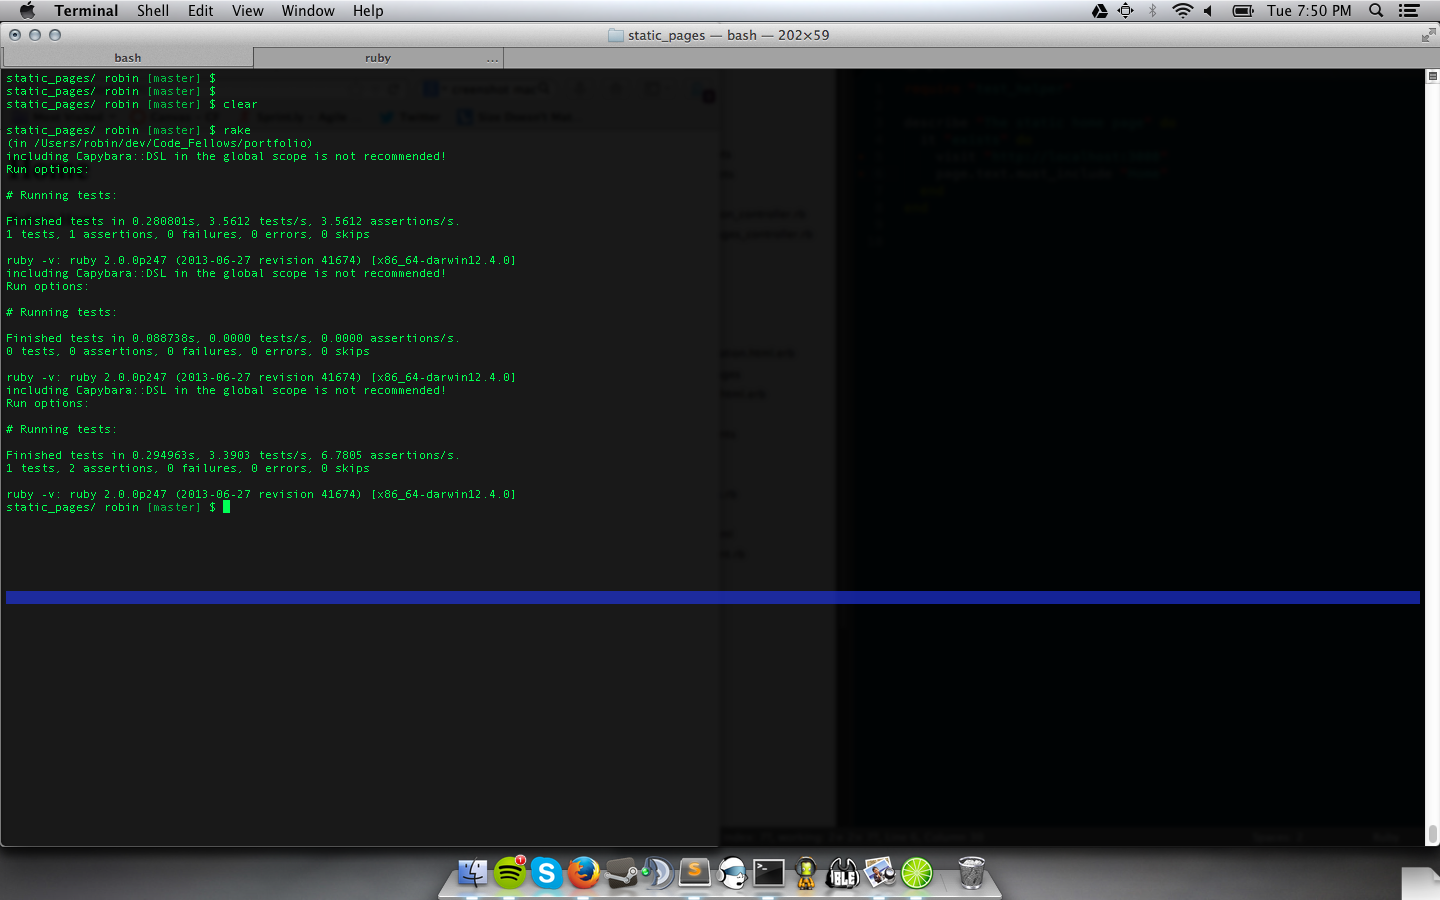 Terminal Shell Edit View Window Help Tue 7:50 PM
static_pages — bash — 202×59
bash ruby ...
static_pages/ robin [master] $
static_pages/ robin [master] $
static_pages/ robin [master] $ clear
static_pages/ robin [master] $ rake
(in /Users/robin/dev/Code_Fellows/portfolio)
including Capybara::DSL in the global scope is not recommended!
Run options:
# Running tests:
Finished tests in 0.280801s, 3.5612 tests/s, 3.5612 assertions/s.
1 tests, 1 assertions, 0 failures, 0 errors, 0 skips
ruby -v: ruby 2.0.0p247 (2013-06-27 revision 41674) [x86_64-darwin12.4.0]
including Capybara::DSL in the global scope is not recommended!
Run options:
# Running tests:
Finished tests in 0.088738s, 0.0000 tests/s, 0.0000 assertions/s.
0 tests, 0 assertions, 0 failures, 0 errors, 0 skips
ruby -v: ruby 2.0.0p247 (2013-06-27 revision 41674) [x86_64-darwin12.4.0]
including Capybara::DSL in the global scope is not recommended!
Run options:
# Running tests:
Finished tests in 0.294963s, 3.3903 tests/s, 6.7805 assertions/s.
1 tests, 2 assertions, 0 failures, 0 errors, 0 skips
ruby -v: ruby 2.0.0p247 (2013-06-27 revision 41674) [x86_64-darwin12.4.0]
static_pages/ robin [master] $